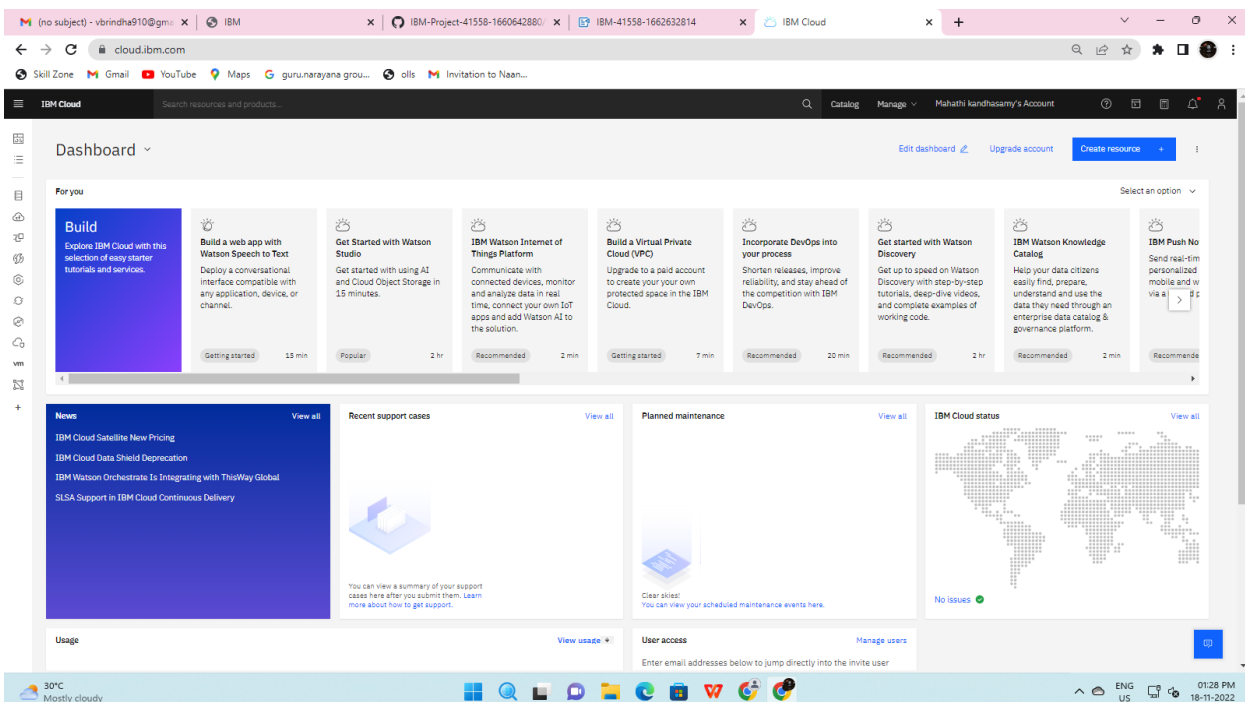 (no subject) - vbrindha910@gma
IBM
IBM-Project-41558-1660642880/
IBM-41558-1662632814
IBM Cloud
cloud.ibm.com
Skill Zone
Gmail
YouTube
Maps
guru.narayana grou...
olls
Invitation to Naan...
IBM Cloud
Search resources and products...
Catalog
Manage
Mahathi kandhasamy's Account
Dashboard
Edit dashboard
Upgrade account
Create resource +
For you
Select an option
Build
Explore IBM Cloud with this
selection of easy starter
tutorials and services.
Build a web app with
Watson Speech to Text
Deploy a conversational
interface compatible with
any application, device, or
channel.
Getting started
15 min
Get Started with Watson
Studio
Get started with using AI
and Cloud Object Storage in
15 minutes.
Popular
2 hr
IBM Watson Internet of
Things Platform
Communicate with
connected devices, monitor
and analyze data in real
time, connect your own IoT
apps and add Watson AI to
the solution.
Recommended
2 min
Build a Virtual Private
Cloud (VPC)
Upgrade to a paid account
to create your your own
protected space in the IBM
Cloud.
Getting started
7 min
Incorporate DevOps into
your process
Shorten releases, improve
reliability, and stay ahead of
the competition with IBM
DevOps.
Recommended
20 min
Get started with Watson
Discovery
Get up to speed on Watson
Discovery with step-by-step
tutorials, deep-dive videos,
and complete examples of
working code.
Recommended
2 hr
IBM Watson Knowledge
Catalog
Help your data citizens
easily find, prepare,
understand and use the
data they need through an
enterprise data catalog &
governance platform.
Recommended
2 min
IBM Push No
Send real-tim
personalized
mobile and w
via a
Recommende
vm
News
View all
IBM Cloud Satellite New Pricing
IBM Cloud Data Shield Deprecation
IBM Watson Orchestrate Is Integrating with ThisWay Global
SLSA Support in IBM Cloud Continuous Delivery
Recent support cases
View all
You can view a summary of your support
cases here after you submit them. Learn
more about how to get support.
Planned maintenance
View all
Clear skies!
You can view your scheduled maintenance events here.
IBM Cloud status
View all
No issues
Usage
View usage
User access
Manage users
Enter email addresses below to jump directly into the invite user
30°C
Mostly cloudy
ENG
US
01:28 PM
18-11-2022